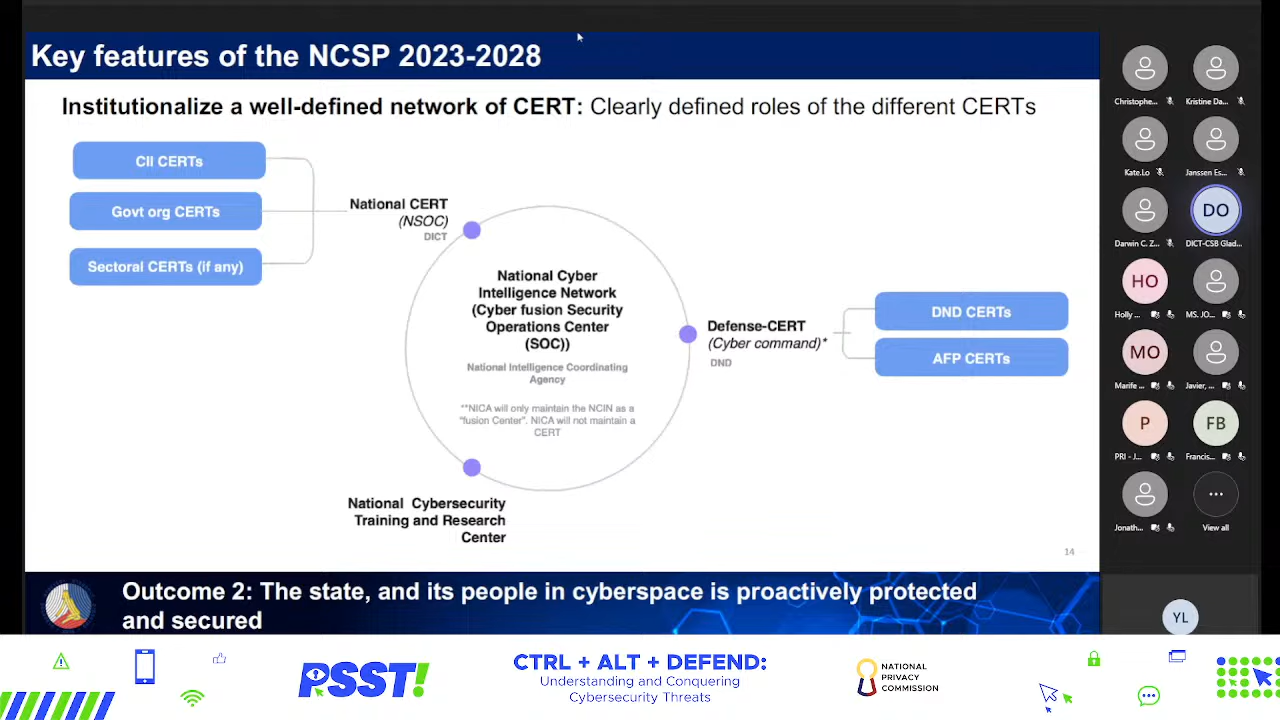 Key features of the NCSP 2023-2028
Institutionalize a well-defined network of CERT: Clearly defined roles of the different CERTs
CII CERTs
Govt org CERTs
Sectoral CERTs (if any)
National CERT
(NSOC)
DICT
National Cyber
Intelligence Network
(Cyber fusion Security
Operations Center
(SOC))
National Intelligence Coordinating
Agency
**NICA will only maintain the NCIN as a
"fusion Center". NICA will not maintain a
CERT
Defense-CERT
(Cyber command)*
DND
DND CERTs
AFP CERTs
National Cybersecurity
Training and Research
Center
14
Outcome 2: The state, and its people in cyberspace is proactively protected
and secured
Christophe...
Kristine Da...
Kate.Lo
Janssen Es...
Darwin C. Z...
DO
DICT-CSB Glad...
HO
Holly ...
MS. JO...
MO
Marife ...
Javier, ...
P
PRI - J...
FB
Francis...
Jonath...
...
View all
YL
PSST!
CTRL + ALT + DEFEND:
Understanding and Conquering
Cybersecurity Threats
NATIONAL
PRIVACY
COMMISSION